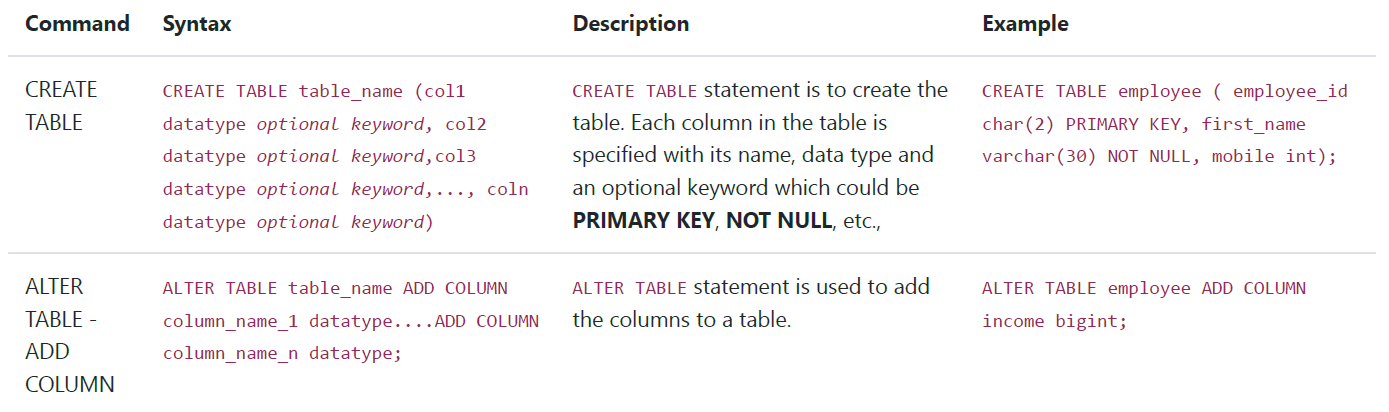 Command Syntax Description Example
CREATE
TABLE
CREATE TABLE table_name (col1
datatype optional keyword, col2
datatype optional keyword,col3
datatype optional keyword,..., coln
datatype optional keyword)
CREATE TABLE statement is to create the
table. Each column in the table is
specified with its name, data type and
an optional keyword which could be
PRIMARY KEY, NOT NULL, etc.,
CREATE TABLE employee ( employee_id
char(2) PRIMARY KEY, first_name
varchar(30) NOT NULL, mobile int);
ALTER
TABLE -
ADD
COLUMN
ALTER TABLE table_name ADD COLUMN
column_name_1 datatype....ADD COLUMN
column_name_n datatype;
ALTER TABLE statement is used to add
the columns to a table.
ALTER TABLE employee ADD COLUMN
income bigint;